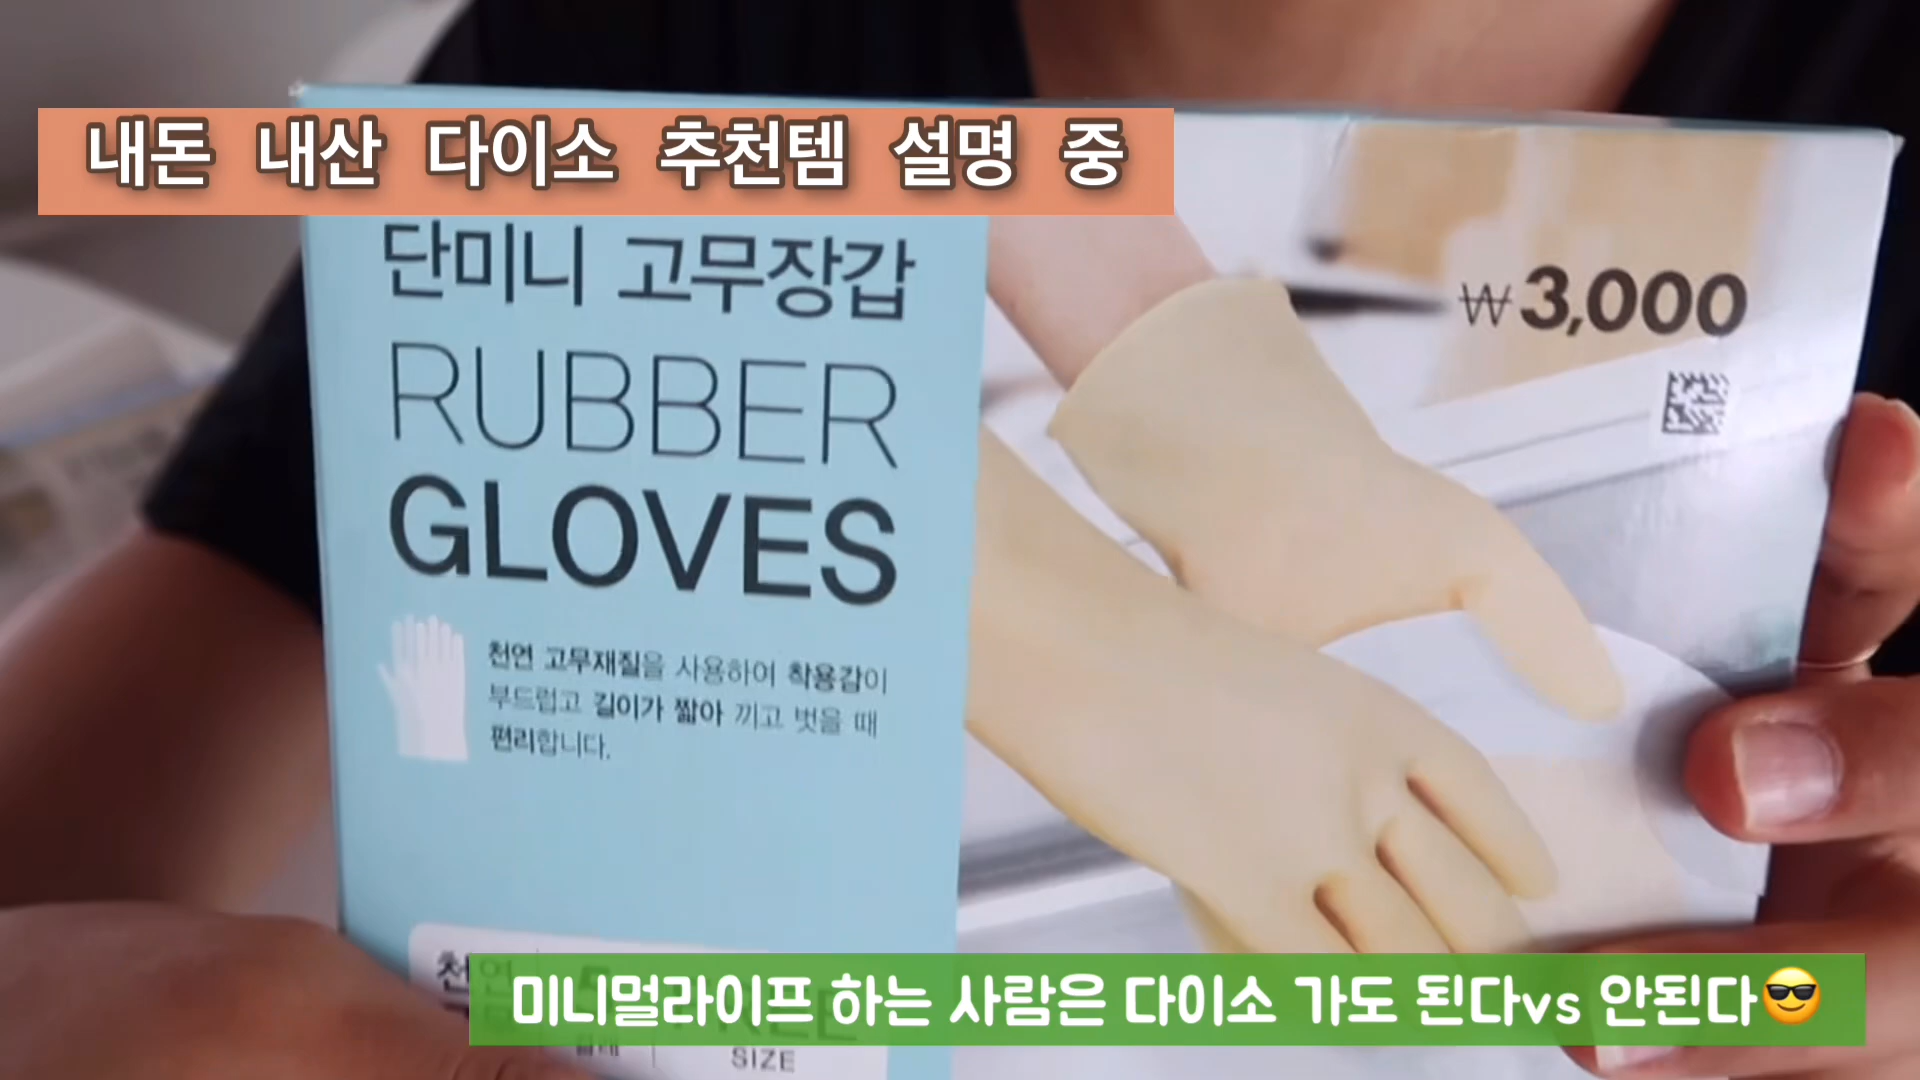 내돈 내산 다이소 추천템 설명 중
단미니 고무장갑
₩3,000
RUBBER
GLOVES
천연 고무재질을 사용하여 착용감이
부드럽고 길이가 짧아 끼고 벗을 때
편리합니다.
천연
미니멀라이프 하는 사람은 다이소 가도 된다vs 안된다😎
SIZE